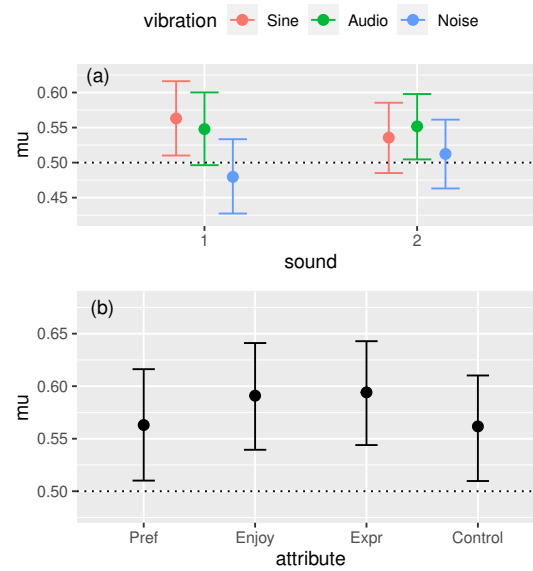 vibration Sine Audio Noise
(a)
0.60
0.55
0.50
0.45
mu
1 2
sound
(b)
0.65
0.60
0.55
0.50
mu
Pref Enjoy Expr Control
attribute